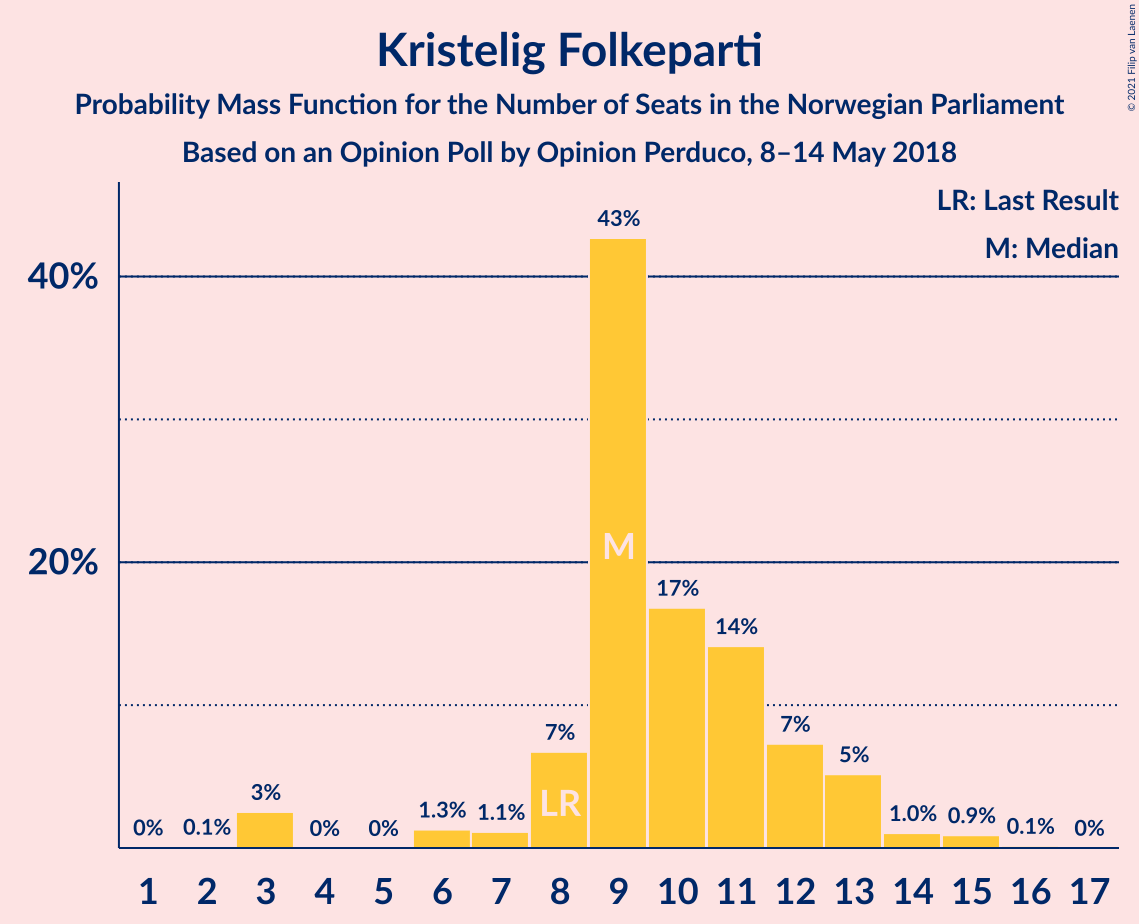 Kristelig Folkeparti
Probability Mass Function for the Number of Seats in the Norwegian Parliament
Based on an Opinion Poll by Opinion Perduco, 8–14 May 2018
© 2021 Filip van Laenen
LR: Last Result
M: Median
43%
40%
M
20%
17%
14%
7%
7%
5%
3%
LR
1.3%
1.1%
1.0%
0.9%
0%
0.1%
0%
0%
0.1%
0%
1 2 3 4 5 6 7 8 9 10 11 12 13 14 15 16 17